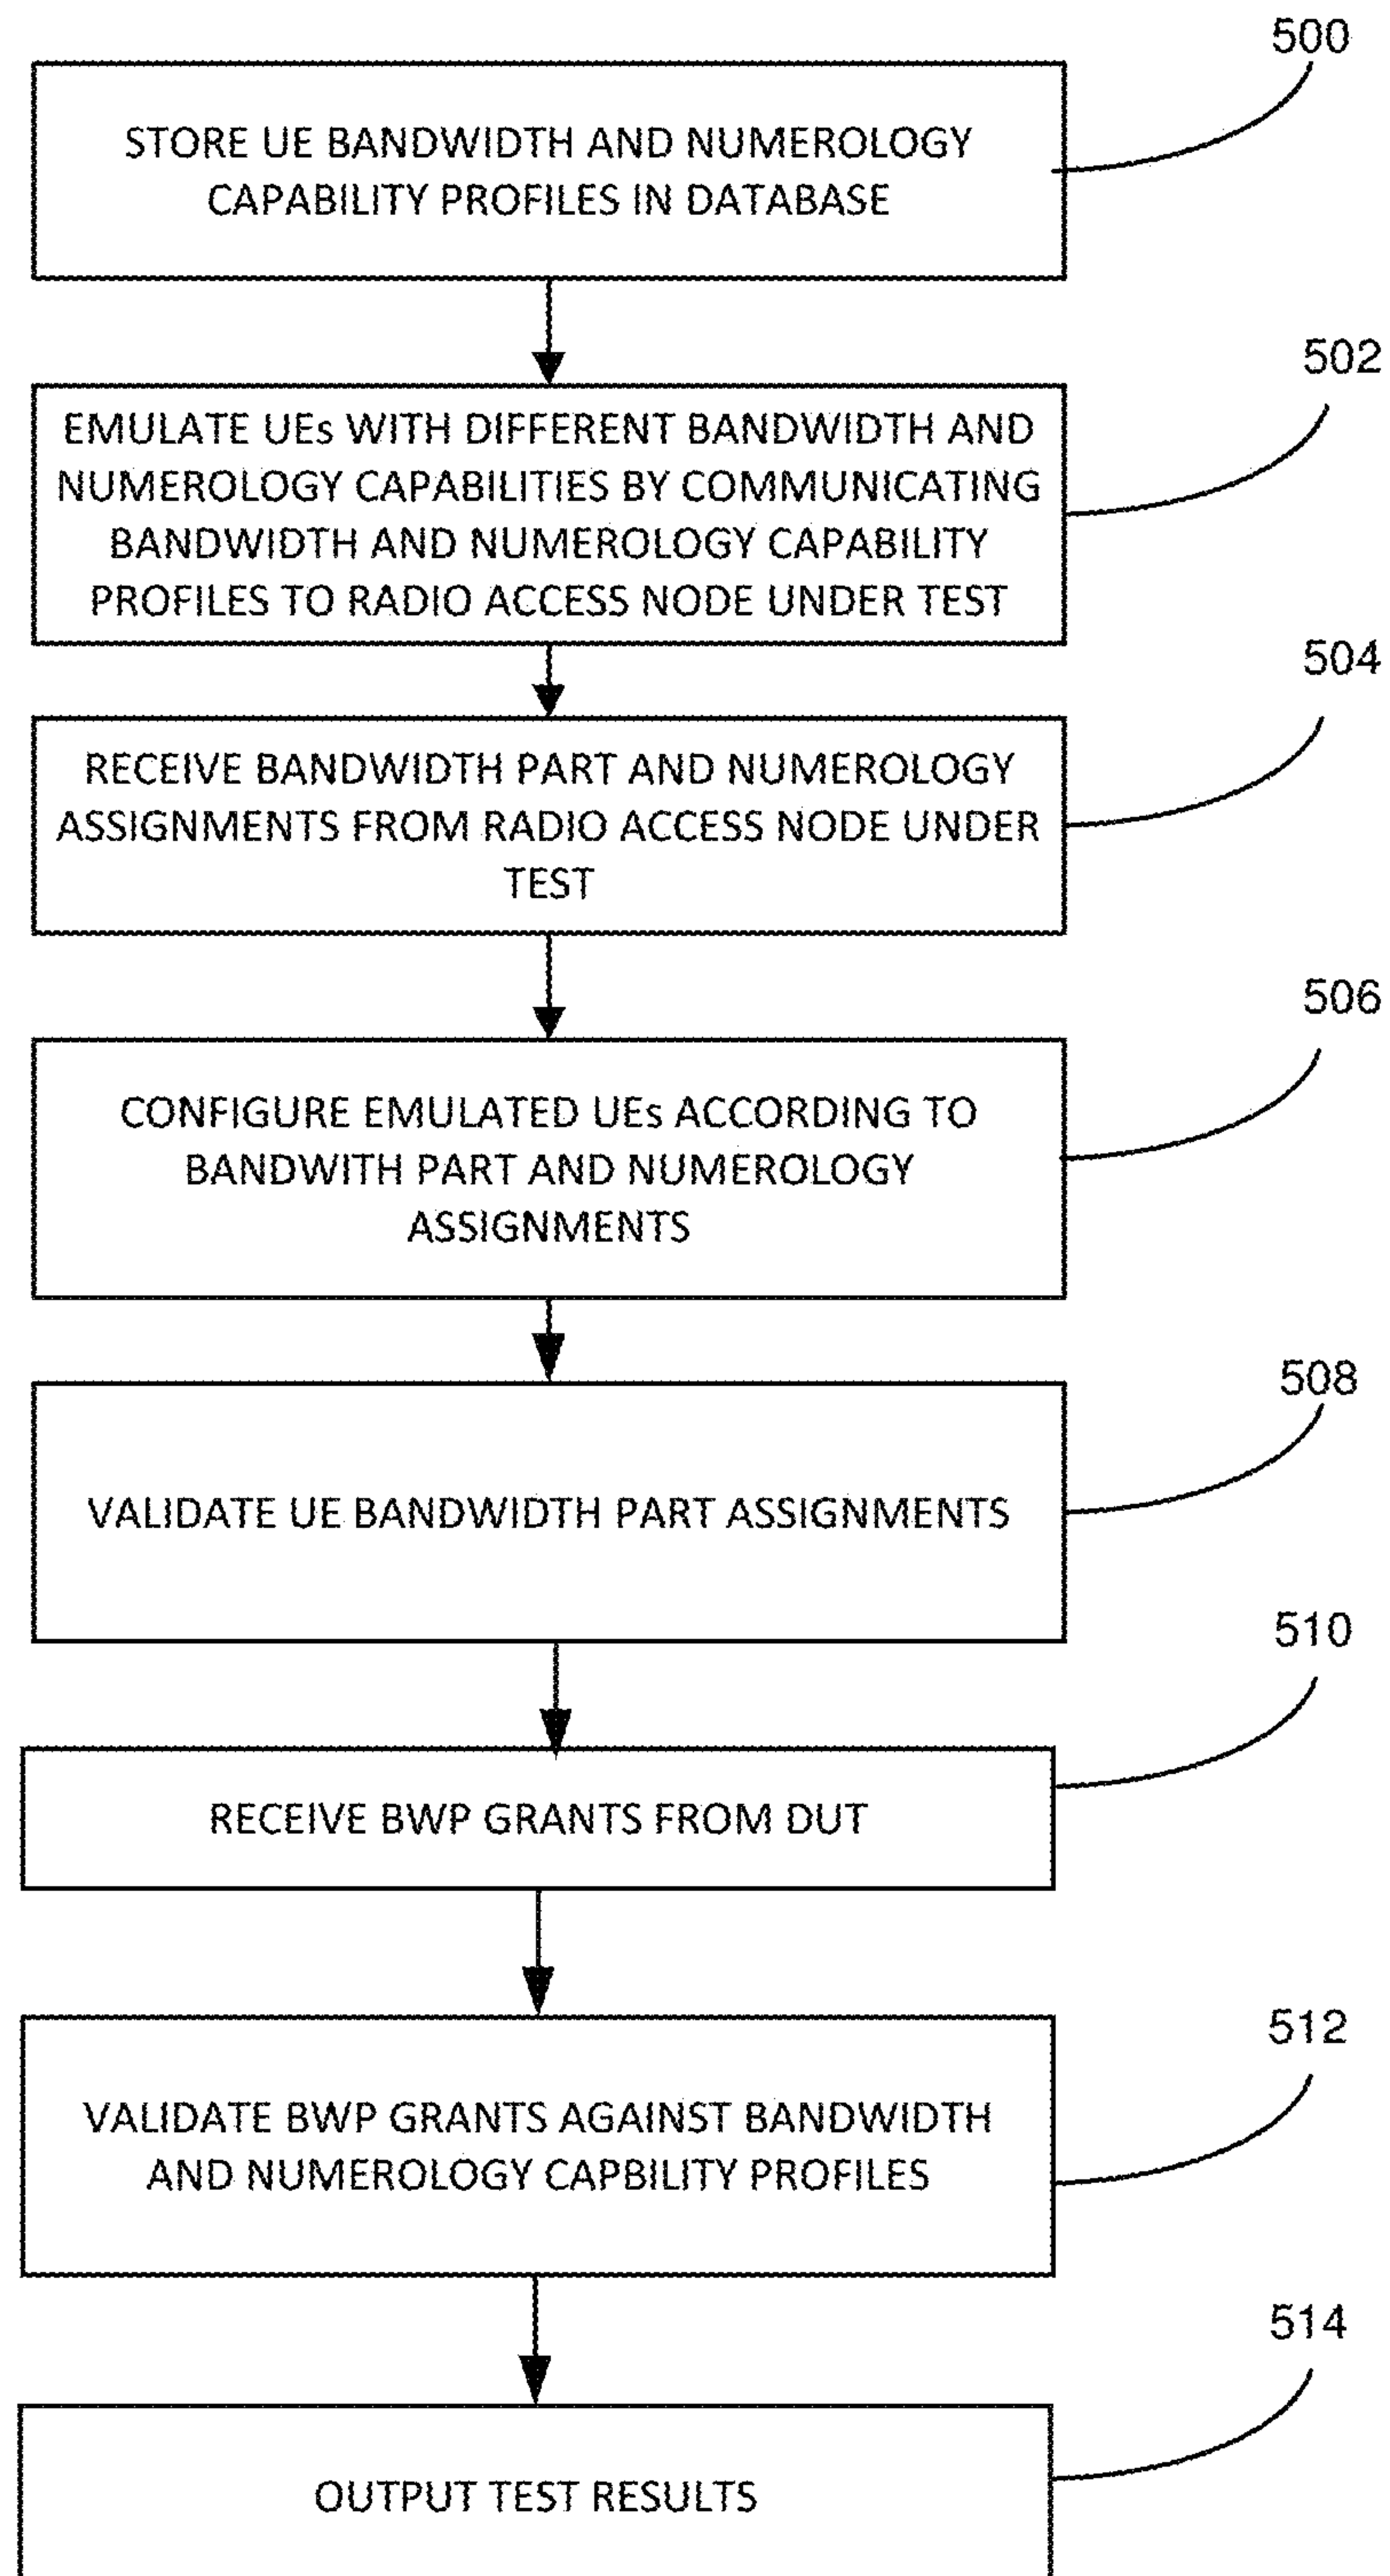 500
STORE UE BANDWIDTH AND NUMEROLOGY
CAPABILITY PROFILES IN DATABASE
502
EMULATE UEs WITH DIFFERENT BANDWIDTH AND
NUMEROLOGY CAPABILITIES BY COMMUNICATING
BANDWIDTH AND NUMEROLOGY CAPABILITY
PROFILES TO RADIO ACCESS NODE UNDER TEST
504
RECEIVE BANDWIDTH PART AND NUMEROLOGY
ASSIGNMENTS FROM RADIO ACCESS NODE UNDER
TEST
506
CONFIGURE EMULATED UEs ACCORDING TO
BANDWITH PART AND NUMEROLOGY
ASSIGNMENTS
508
VALIDATE UE BANDWIDTH PART ASSIGNMENTS
510
RECEIVE BWP GRANTS FROM DUT
512
VALIDATE BWP GRANTS AGAINST BANDWIDTH
AND NUMEROLOGY CAPBILITY PROFILES
514
OUTPUT TEST RESULTS